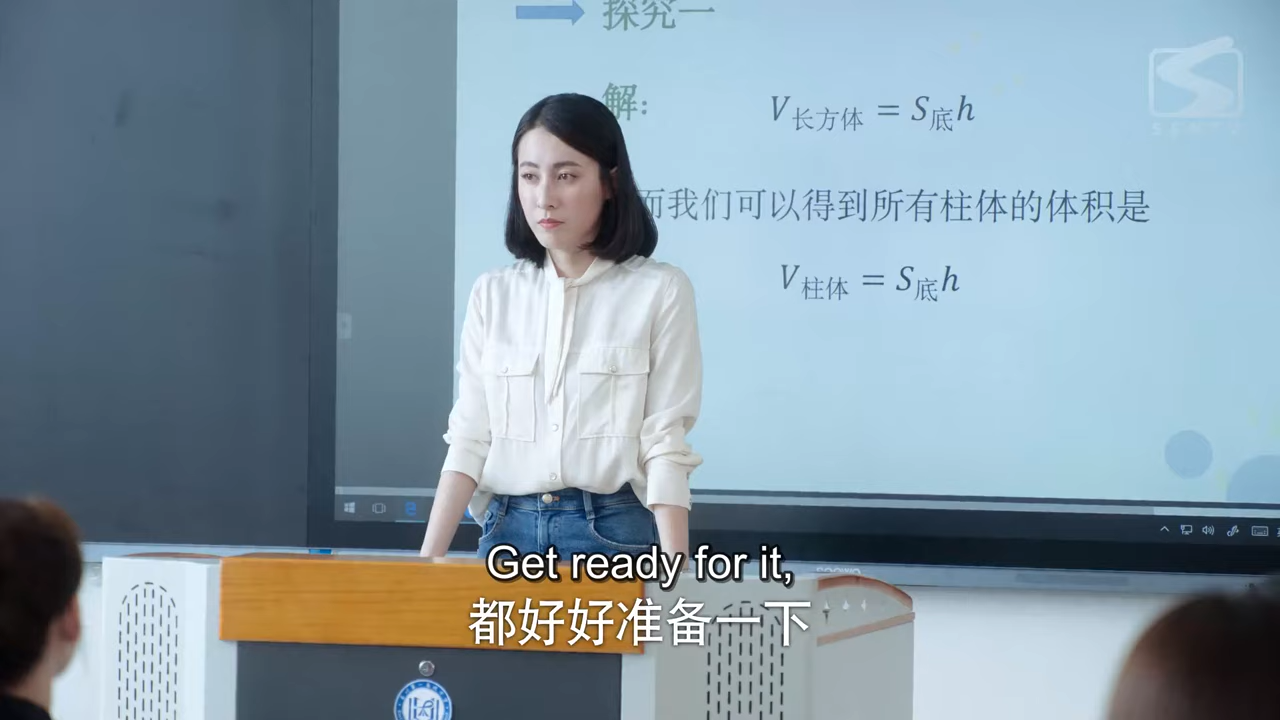 探究一
解:
V长方体 = S底h
而我们可以得到所有柱体的体积是
V柱体 = S底h
Get ready for it,
都好好准备一下